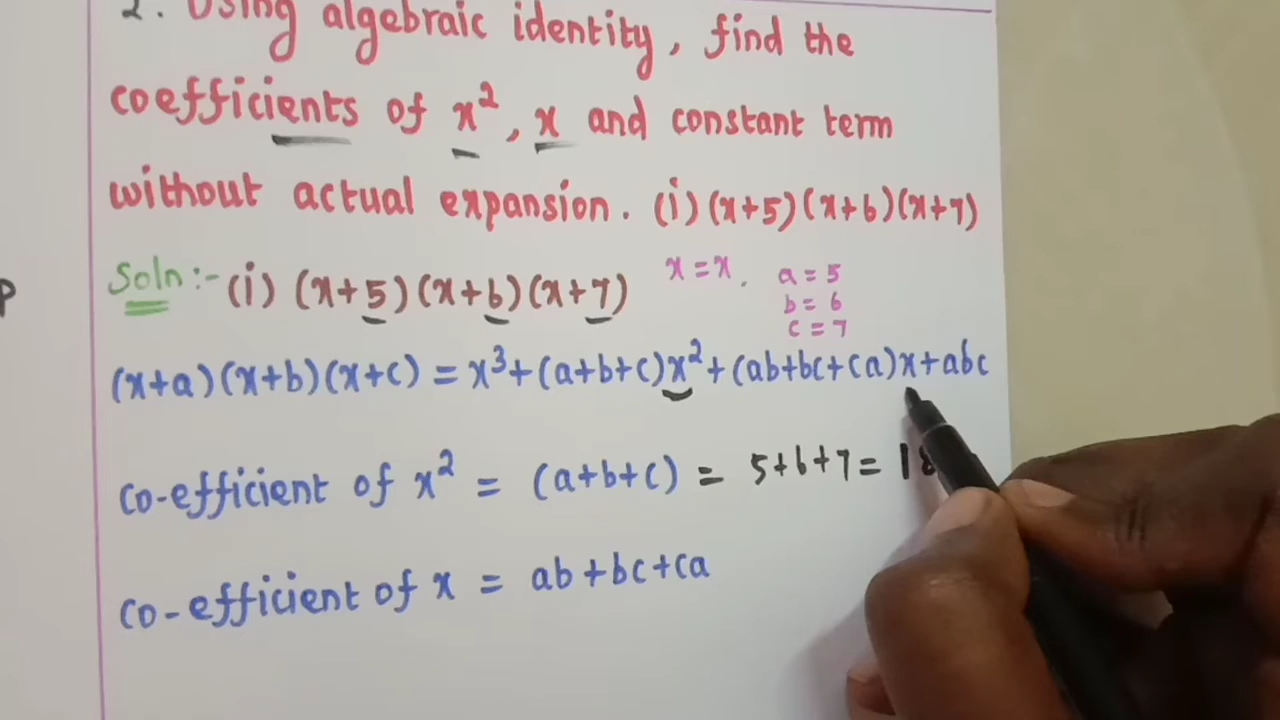 2. Using algebraic identity, find the
coefficients of x², x and constant term
without actual expansion. (i) (x+5)(x+6)(x+7)
Soln:- (i) (x+5)(x+6)(x+7)
x=x, a=5
b=6
c=7
(x+a)(x+b)(x+c) = x³+(a+b+c)x²+(ab+bc+ca)x+abc
co-efficient of x² = (a+b+c) = 5+6+7= 18
co-efficient of x = ab+bc+ca